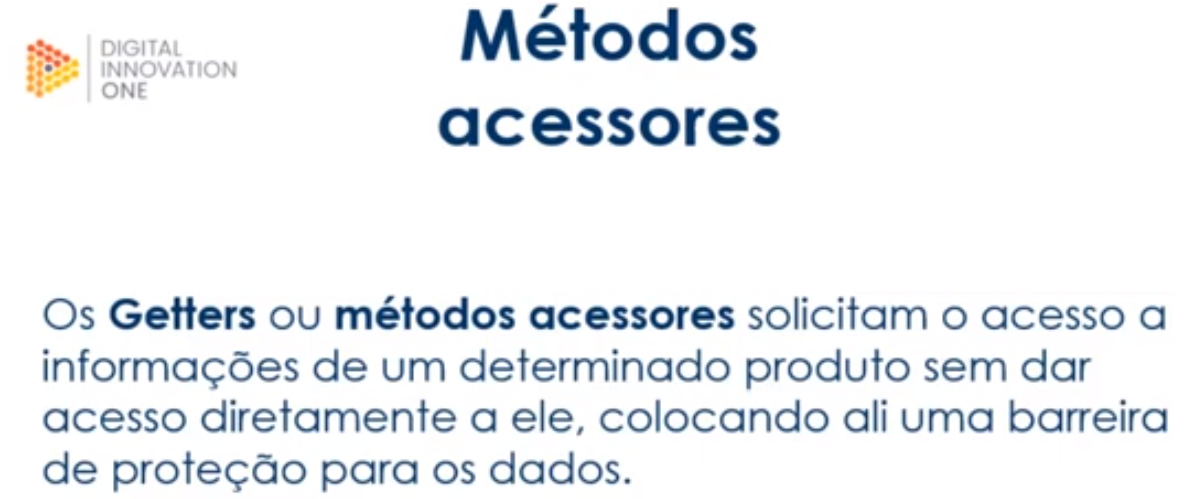 DIGITAL
INNOVATION
ONE
Métodos
acessores
Os Getters ou métodos acessores solicitam o acesso a
informações de um determinado produto sem dar
acesso diretamente a ele, colocando ali uma barreira
de proteção para os dados.